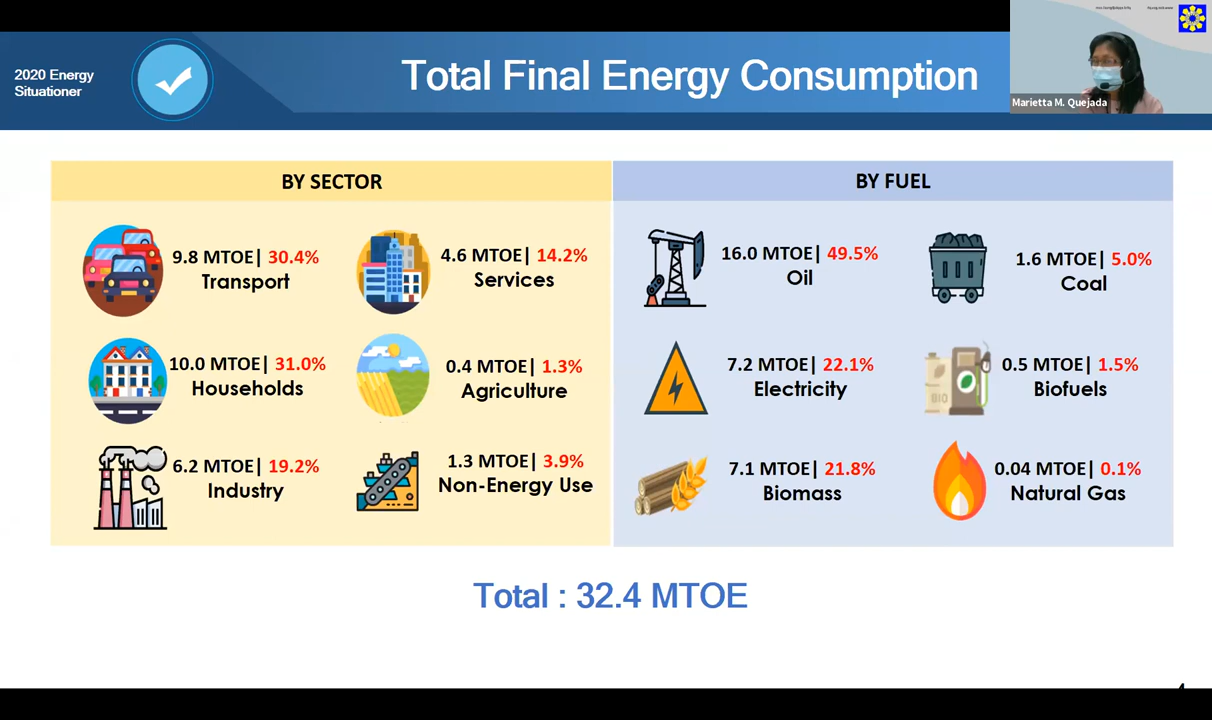 2020 Energy
Situationer
Total Final Energy Consumption
Marietta M. Quejada
BY SECTOR
9.8 MTOE| 30.4%
Transport
4.6 MTOE| 14.2%
Services
10.0 MTOE| 31.0%
Households
0.4 MTOE| 1.3%
Agriculture
6.2 MTOE| 19.2%
Industry
1.3 MTOE| 3.9%
Non-Energy Use
BY FUEL
16.0 MTOE| 49.5%
Oil
1.6 MTOE| 5.0%
Coal
7.2 MTOE| 22.1%
Electricity
BIO
0.5 MTOE| 1.5%
Biofuels
7.1 MTOE| 21.8%
Biomass
0.04 MTOE| 0.1%
Natural Gas
Total : 32.4 MTOE